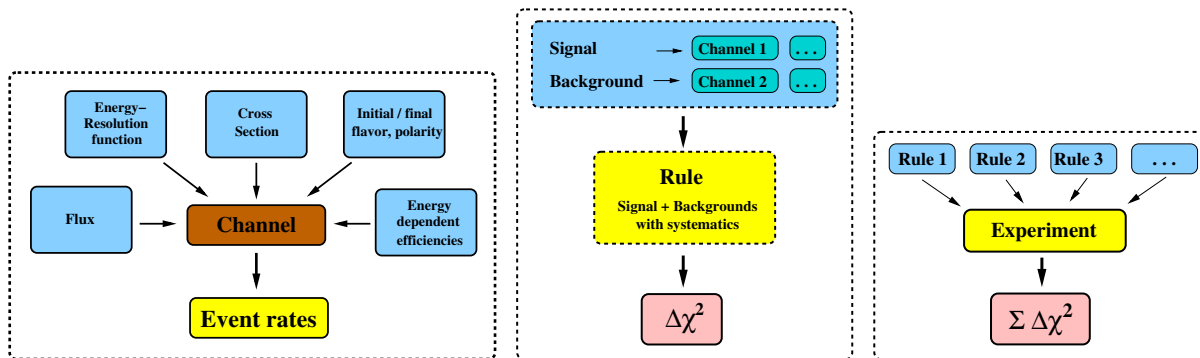 Energy−
Resolution
function
Cross
Section
Initial / final
flavor, polarity
Flux
Channel
Energy
dependent
efficiencies
Event rates
Signal
Channel 1
. . .
Background
Channel 2
. . .
Rule
Signal + Backgrounds
with systematics
Δχ²
Rule 1
Rule 2
Rule 3
. . .
Experiment
Σ Δχ²